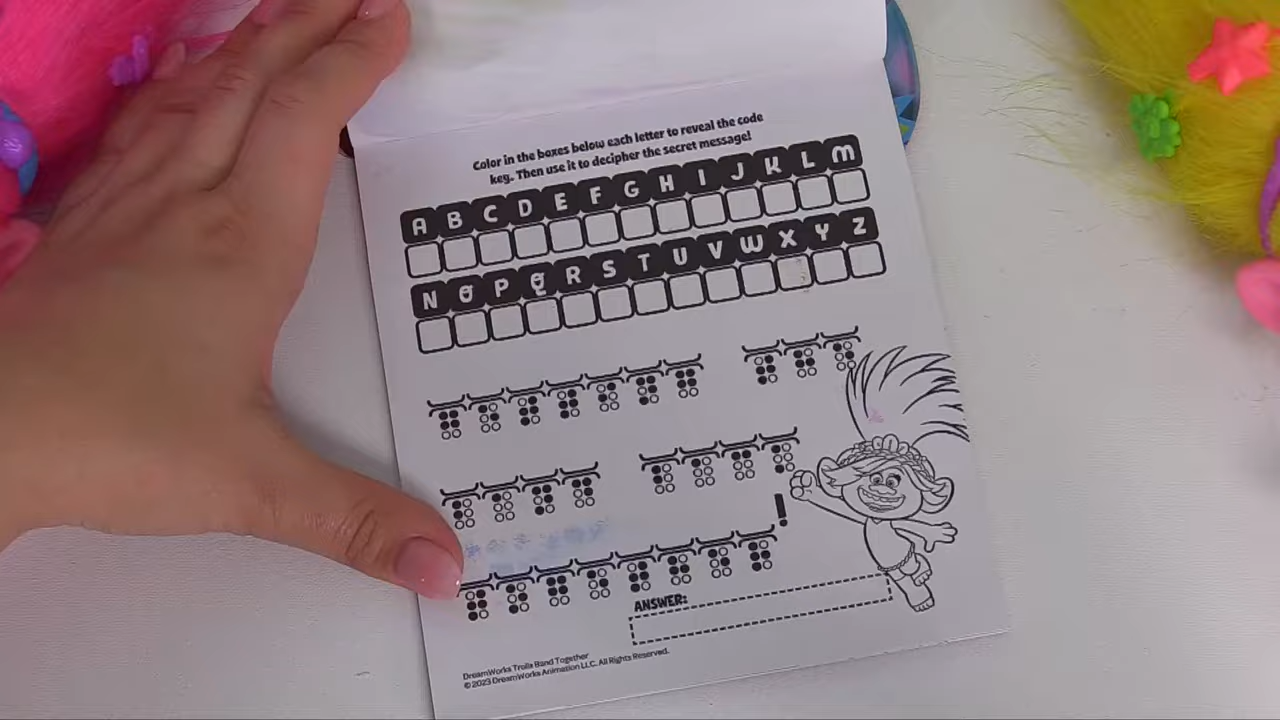 Color in the boxes below each letter to reveal the code
key. Then use it to decipher the secret message!
A B C D E F G H I J K L M
N O P Q R S T U V W X Y Z
!
ANSWER:
DreamWorks Trolls Band Together
© 2023 DreamWorks Animation LLC. All Rights Reserved.